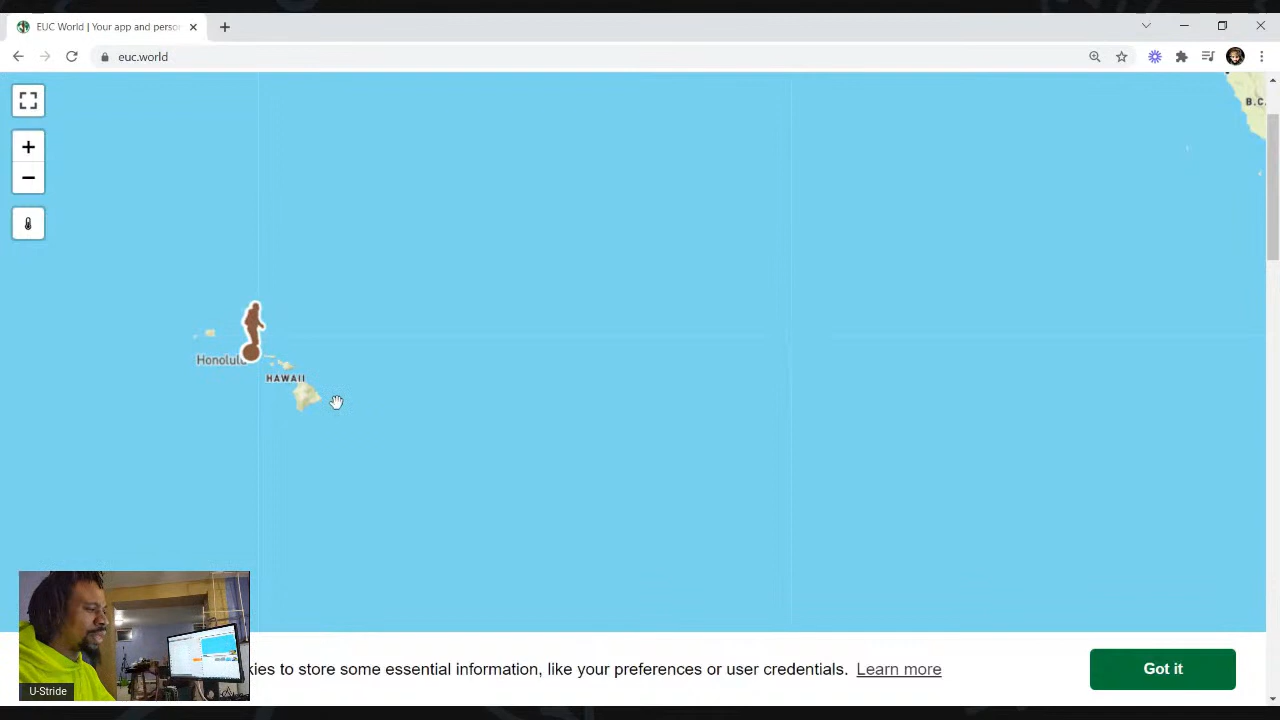 EUC World | Your app and perso
euc.world
B.C.
Honolulu
HAWAII
kies to store some essential information, like your preferences or user credentials. Learn more
Got it
U-Stride